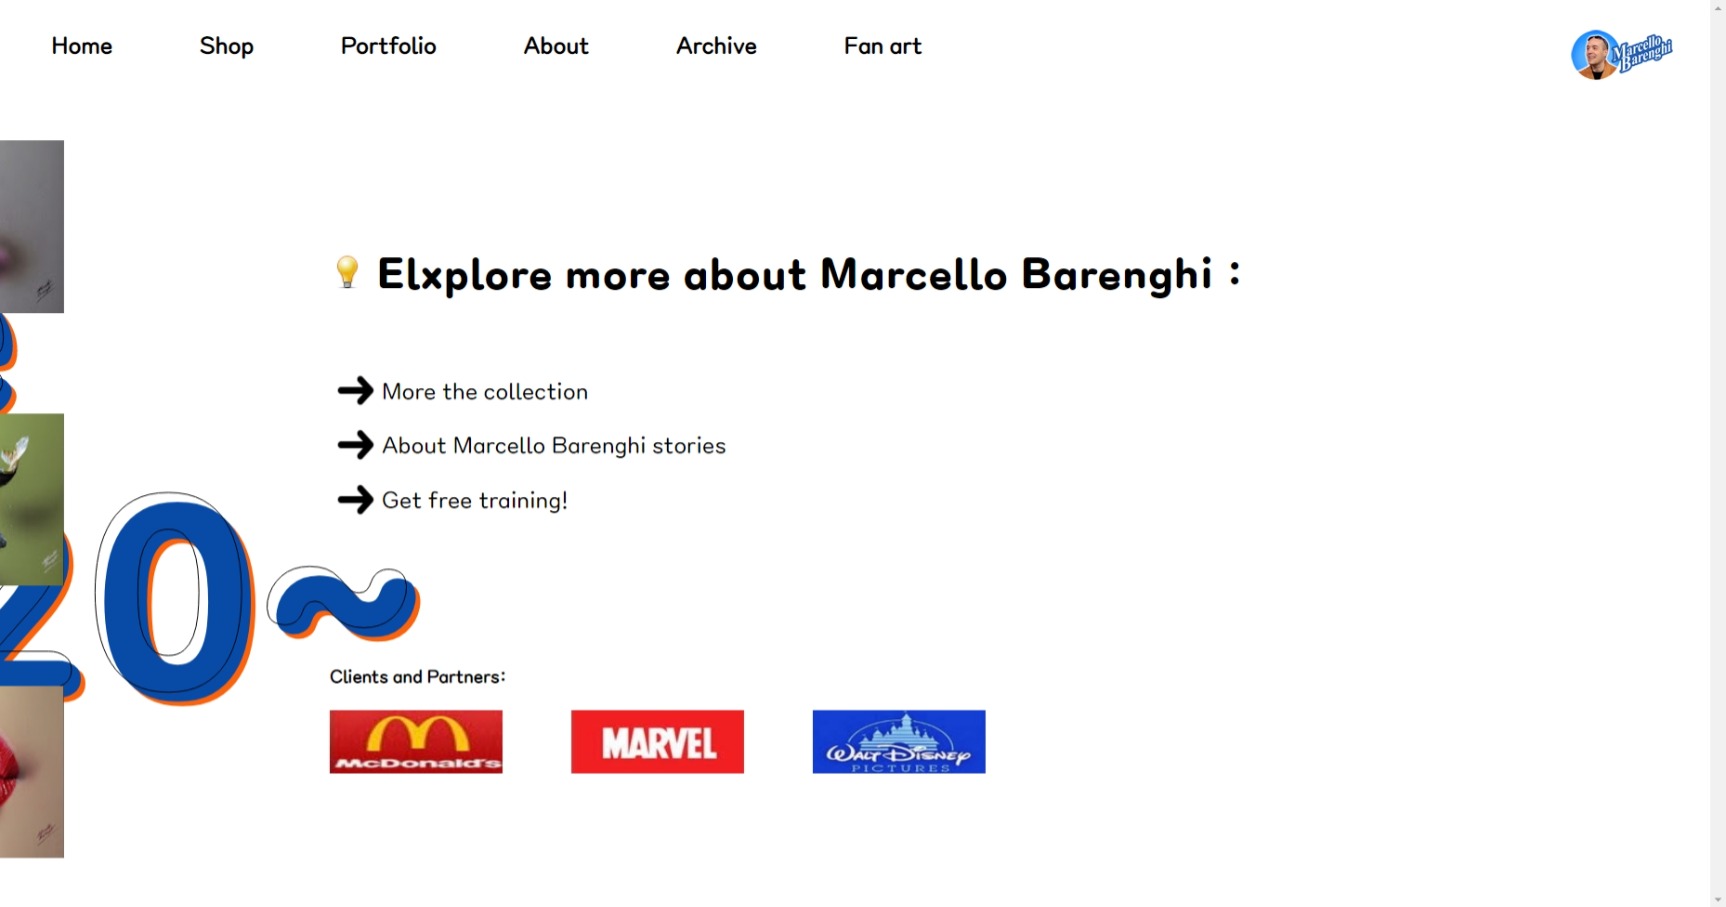 Home Shop Portfolio About Archive Fan art
Marcello
Barenghi
Elxplore more about Marcello Barenghi :
More the collection
About Marcello Barenghi stories
Get free training!
20~
Clients and Partners:
McDonald's
MARVEL
WALT DISNEY
PICTURES